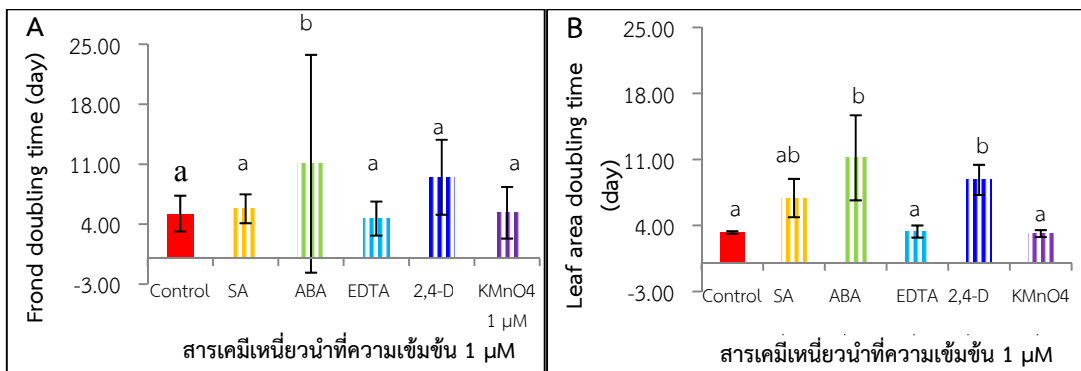 A
Frond doubling time (day)
25.00
18.00
11.00
4.00
-3.00
a
a
b
a
a
a
Control
SA
ABA
EDTA
2,4-D
KMnO4
1 µM
สารเคมีเหนี่ยวนำที่ความเข้มข้น 1 µM
B
Leaf area doubling time
(day)
25.00
18.00
11.00
4.00
-3.00
a
ab
b
a
b
a
Control
SA
ABA
EDTA
2,4-D
KMnO4
สารเคมีเหนี่ยวนำที่ความเข้มข้น 1 µM